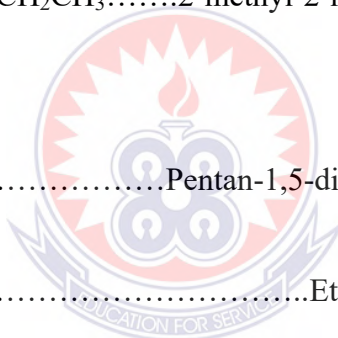 CH₂CH₃…….2-methyl-2-
……………Pentan-1,5-di
………………………..Et
EDUCATION FOR SERVICE